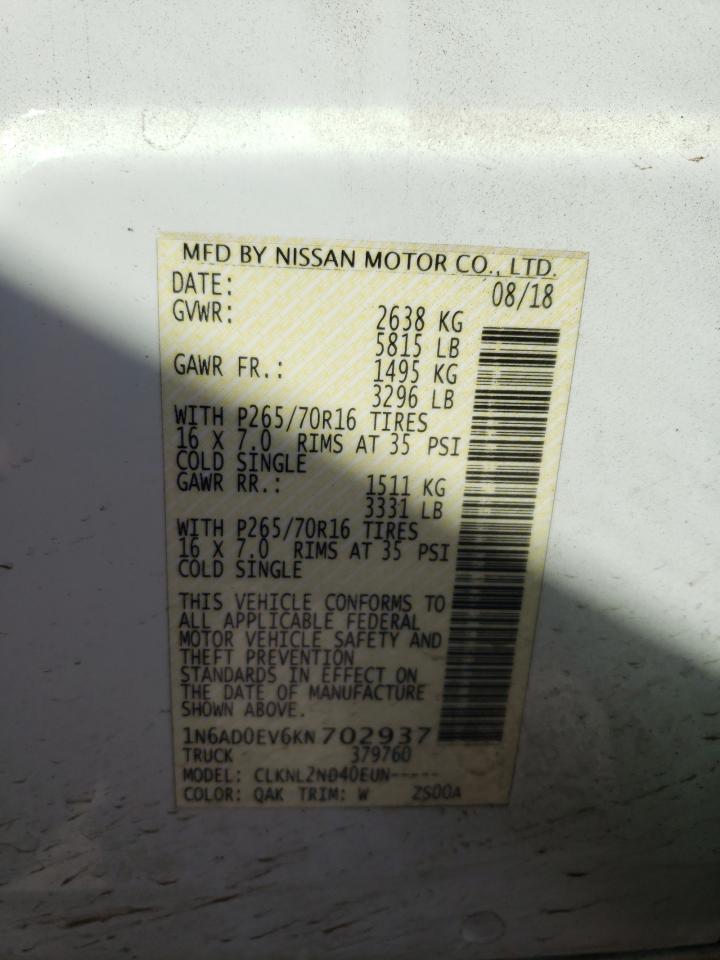 MFD BY NISSAN MOTOR CO., LTD.
DATE: 08/18
GVWR: 2638 KG
5815 LB
GAWR FR.: 1495 KG
3296 LB
WITH P265/70R16 TIRES
16 X 7.0 RIMS AT 35 PSI
COLD SINGLE
GAWR RR.: 1511 KG
3331 LB
WITH P265/70R16 TIRES
16 X 7.0 RIMS AT 35 PSI
COLD SINGLE
THIS VEHICLE CONFORMS TO
ALL APPLICABLE FEDERAL
MOTOR VEHICLE SAFETY AND
THEFT PREVENTION
STANDARDS IN EFFECT ON
THE DATE OF MANUFACTURE
SHOWN ABOVE.
1N6AD0EV6KN702937
TRUCK 379760
MODEL: CLKNL2N040EUN-----
COLOR: QAK TRIM: W ZS00A